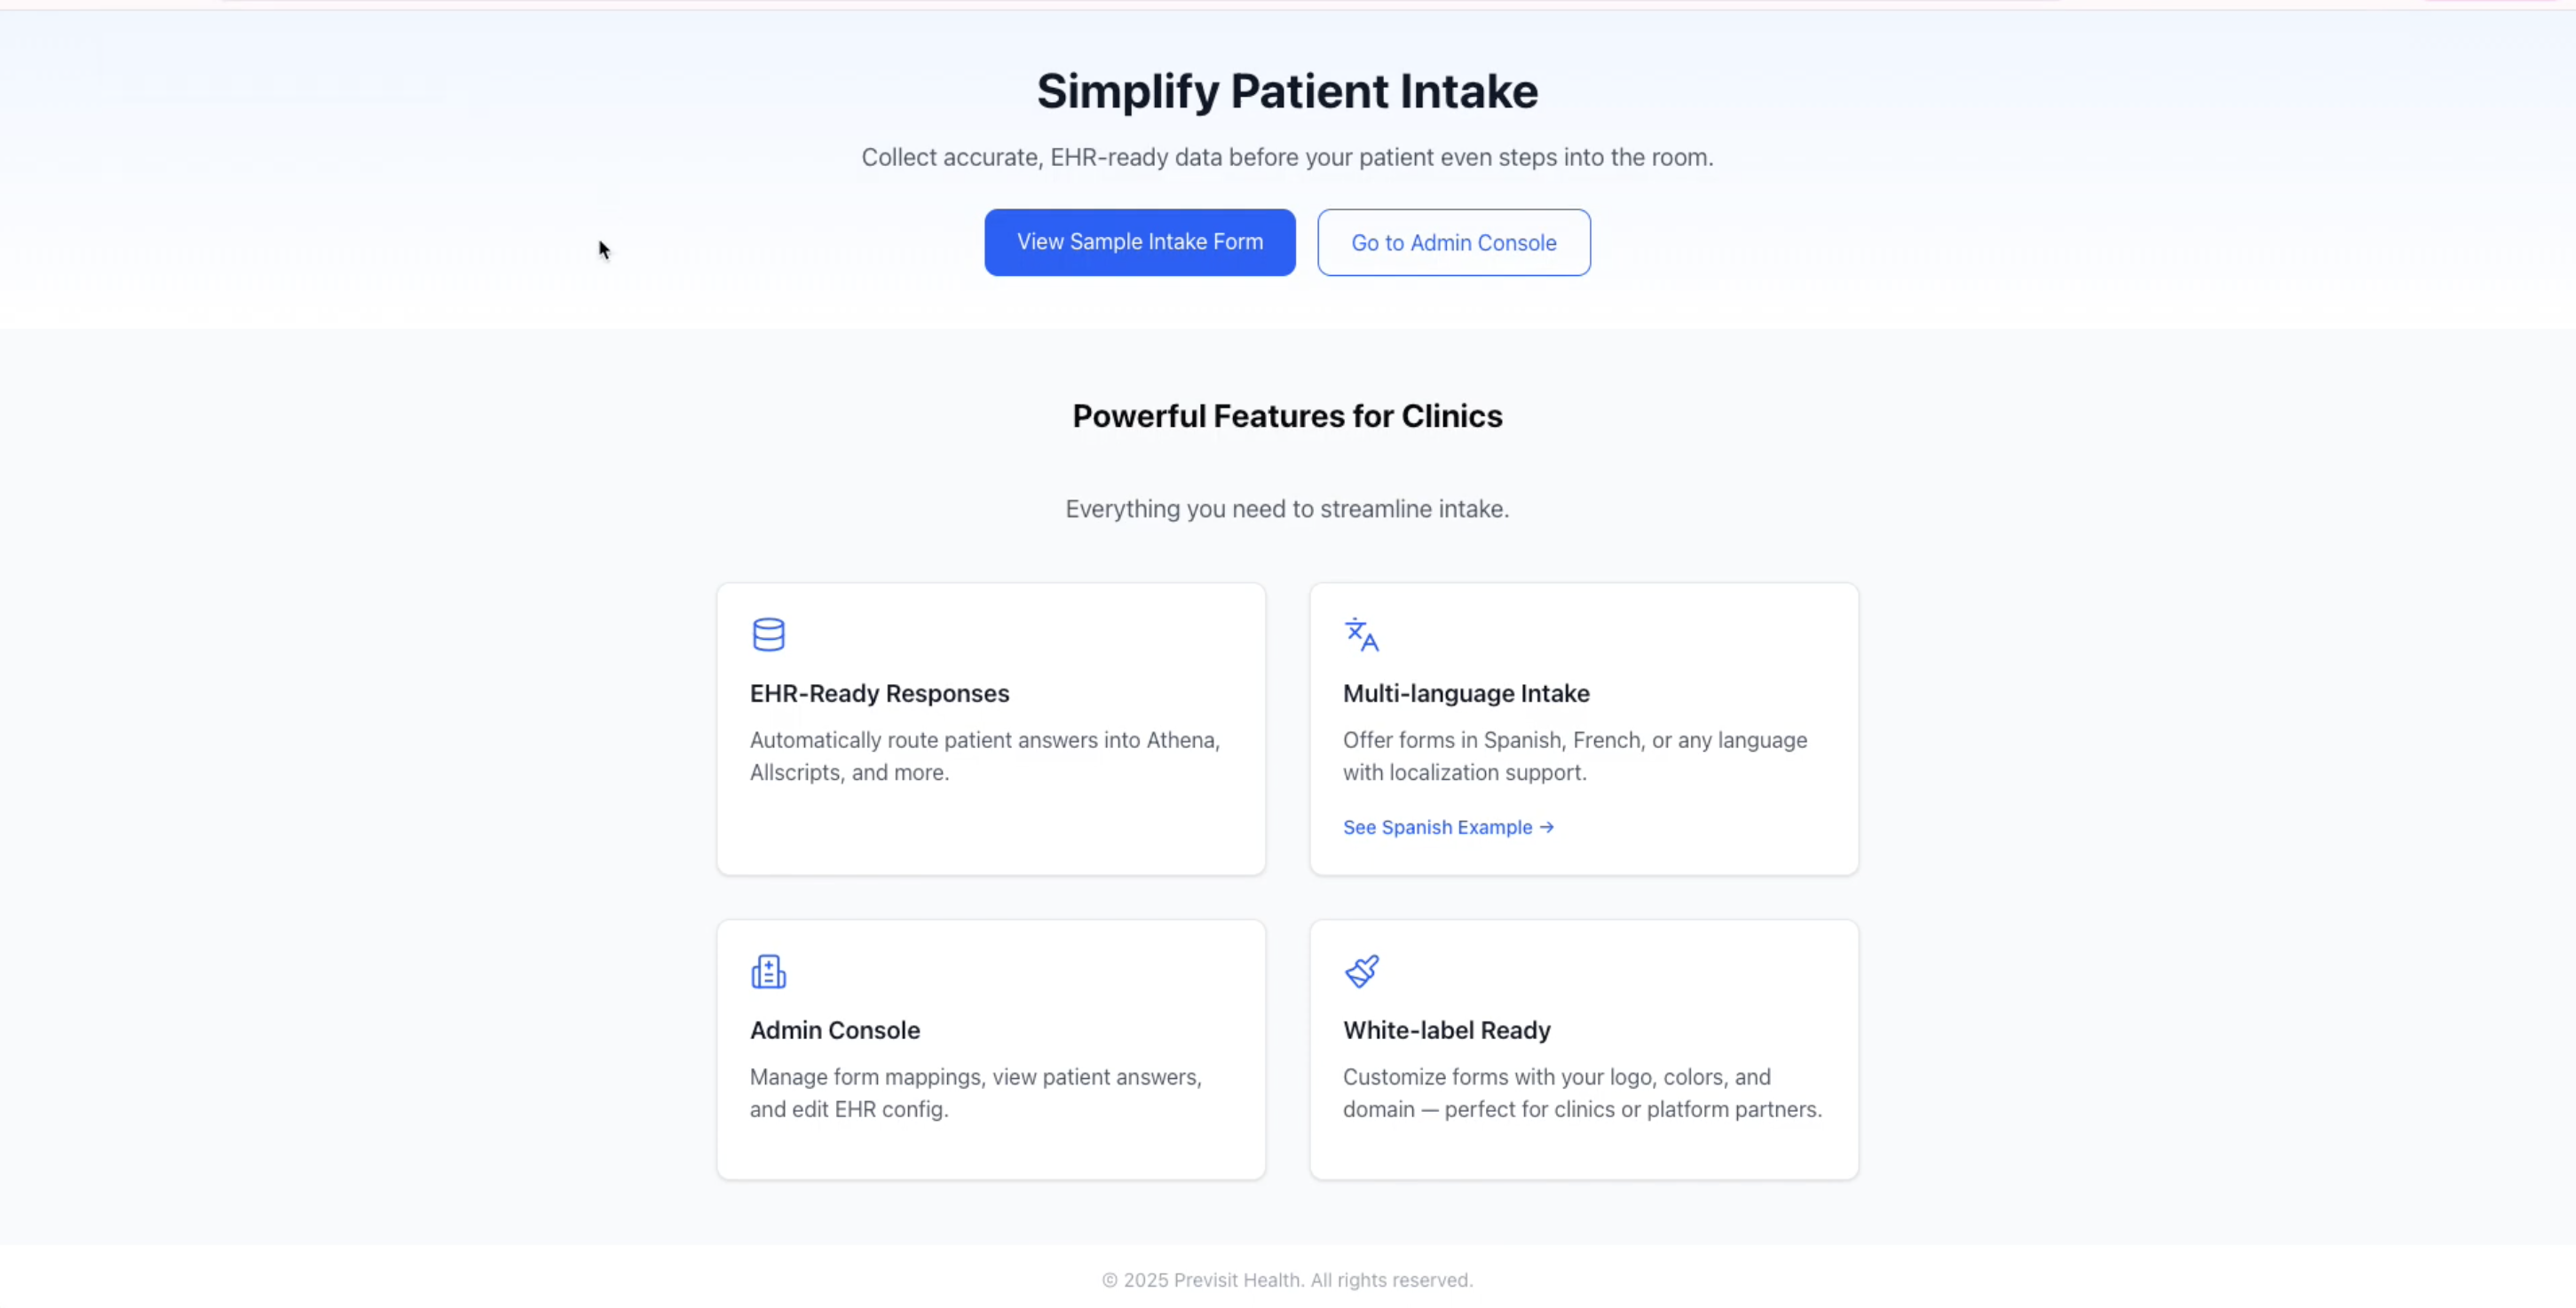 Simplify Patient Intake
Collect accurate, EHR-ready data before your patient even steps into the room.
View Sample Intake Form
Go to Admin Console
Powerful Features for Clinics
Everything you need to streamline intake.
EHR-Ready Responses
Automatically route patient answers into Athena,
Allscripts, and more.
Multi-language Intake
Offer forms in Spanish, French, or any language
with localization support.
See Spanish Example →
Admin Console
Manage form mappings, view patient answers,
and edit EHR config.
White-label Ready
Customize forms with your logo, colors, and
domain — perfect for clinics or platform partners.
© 2025 Previsit Health. All rights reserved.